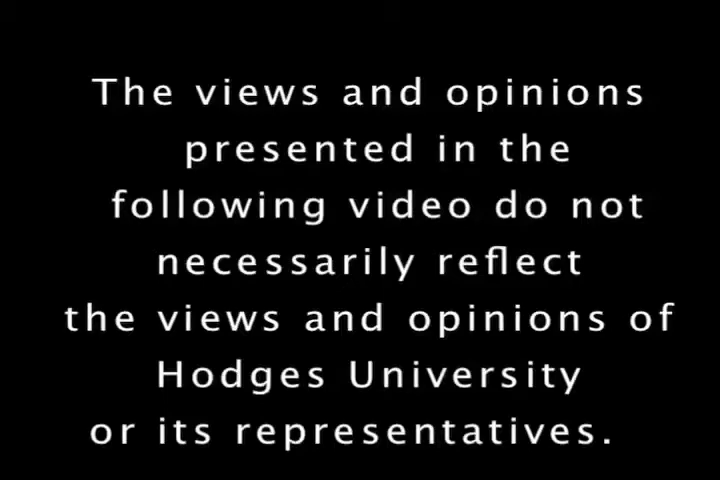 The views and opinions
presented in the
following video do not
necessarily reflect
the views and opinions of
Hodges University
or its representatives.